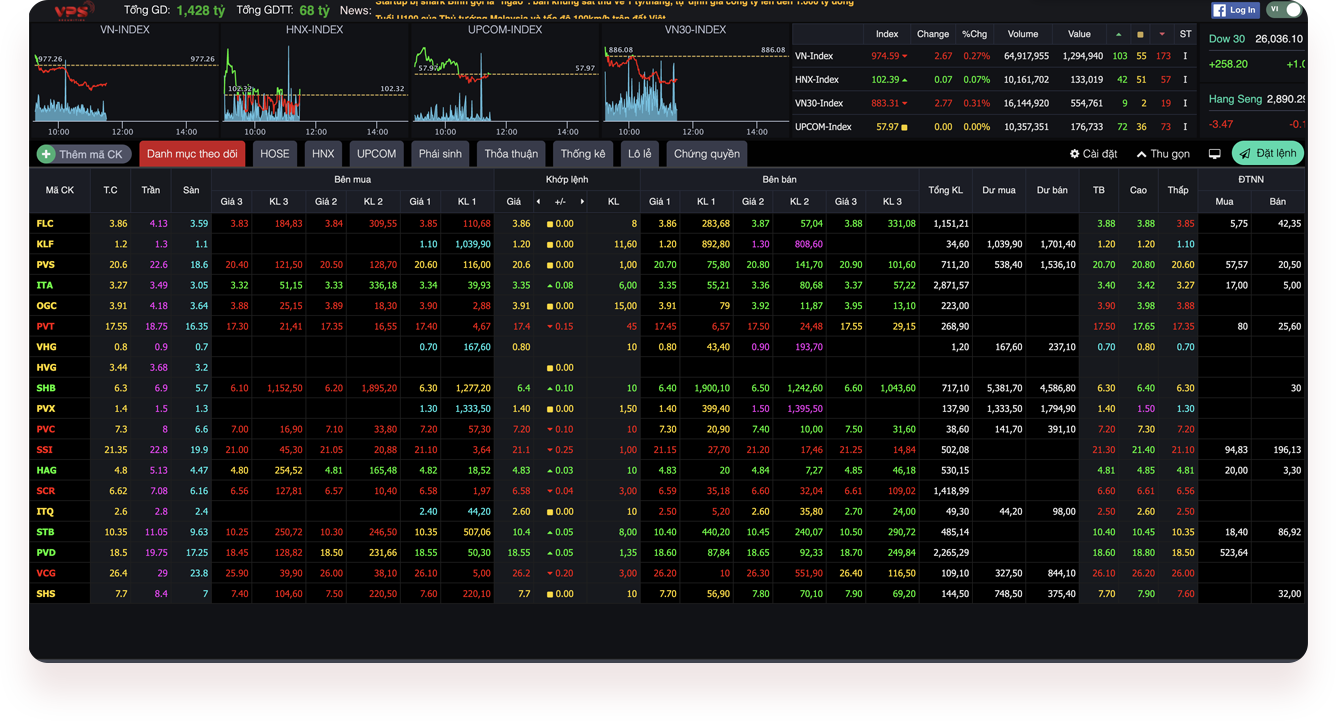 VPS Tổng GD: 1,428 tỷ Tổng GDTT: 68 tỷ News: Startup bị shark Bình gọi là "ngáo" : bán khung sắt thu về 1 tỷ/tháng, tự định giá công ty lên đến 1.000 tỷ đồng Log In VI
Tuổi U100 của Thủ tướng Malaysia và tốc độ 100km/h trên đất Việt
VN-INDEX HNX-INDEX UPCOM-INDEX VN30-INDEX
977.26 977.26 102.32 102.32 57.97 57.97 886.08 886.08
10:00 12:00 14:00 10:00 12:00 14:00 10:00 12:00 14:00 10:00 12:00 14:00
Index Change %Chg Volume Value ST
VN-Index 974.59 2.67 0.27% 64,917,955 1,294,940 103 55 173 I
HNX-Index 102.39 0.07 0.07% 10,161,702 133,019 42 51 57 I
VN30-Index 883.31 2.77 0.31% 16,144,920 554,761 9 2 19 I
UPCOM-Index 57.97 0.00 0.00% 10,357,351 176,733 72 36 73 I
Dow 30 26,036.10
+258.20 +1.0
Hang Seng 2,890.29
-3.47 -0.1
Thêm mã CK Danh mục theo dõi HOSE HNX UPCOM Phái sinh Thỏa thuận Thống kê Lô lẻ Chứng quyền Cài đặt Thu gọn Đặt lệnh
Mã CK T.C Trần Sàn Bên mua Khớp lệnh Bên bán Tổng KL Dư mua Dư bán TB Cao Thấp ĐTNN
Giá 3 KL 3 Giá 2 KL 2 Giá 1 KL 1 Giá +/- KL Giá 1 KL 1 Giá 2 KL 2 Giá 3 KL 3 Mua Bán
FLC 3.86 4.13 3.59 3.83 184,83 3.84 309,55 3.85 110,68 3.86 0.00 8 3.86 283,68 3.87 57,04 3.88 331,08 1,151,21 3.88 3.88 3.85 5,75 42,35
KLF 1.2 1.3 1.1 1.10 1,039,90 1.20 0.00 11,60 1.20 892,80 1.30 808,60 34,60 1,039,90 1,701,40 1.20 1.20 1.10
PVS 20.6 22.6 18.6 20.40 121,50 20.50 128,70 20.60 116,00 20.6 0.00 1,00 20.70 75,80 20.80 141,70 20.90 101,60 711,20 538,40 1,536,10 20.70 20.80 20.60 57,57 20,50
ITA 3.27 3.49 3.05 3.32 51,15 3.33 336,18 3.34 39,93 3.35 0.08 6,00 3.35 55,21 3.36 80,68 3.37 57,22 2,871,57 3.40 3.42 3.27 17,00 5,00
OGC 3.91 4.18 3.64 3.88 25,15 3.89 18,30 3.90 2,88 3.91 0.00 15,00 3.91 79 3.92 11,87 3.95 13,10 223,00 3.90 3.98 3.88
PVT 17.55 18.75 16.35 17.30 21,41 17.35 16,55 17.40 4,67 17.4 0.15 45 17.45 6,57 17.50 24,48 17.55 29,15 268,90 17.50 17.65 17.35 80 25,60
VHG 0.8 0.9 0.7 0.70 167,60 0.80 10 0.80 43,40 0.90 193,70 1,20 167,60 237,10 0.70 0.80 0.70
HVG 3.44 3.68 3.2 0.00
SHB 6.3 6.9 5.7 6.10 1,152,50 6.20 1,895,20 6.30 1,277,20 6.4 0.10 10 6.40 1,900,10 6.50 1,242,60 6.60 1,043,60 717,10 5,381,70 4,586,80 6.30 6.40 6.30 30
PVX 1.4 1.5 1.3 1.30 1,333,50 1.40 0.00 1,50 1.40 399,40 1.50 1,395,50 137,90 1,333,50 1,794,90 1.40 1.50 1.30
PVC 7.3 8 6.6 7.00 16,90 7.10 33,80 7.20 57,30 7.20 0.10 10 7.30 20,90 7.40 10,00 7.50 31,60 38,60 141,70 391,10 7.20 7.30 7.20
SSI 21.35 22.8 19.9 21.00 45,30 21.05 20,88 21.10 3,64 21.1 0.25 1,00 21.15 27,70 21.20 17,46 21.25 14,84 502,08 21.30 21.40 21.10 94,83 196,13
HAG 4.8 5.13 4.47 4.80 254,52 4.81 165,48 4.82 18,52 4.83 0.03 10 4.83 20 4.84 7,27 4.85 46,18 530,15 4.81 4.85 4.81 20,00 3,30
SCR 6.62 7.08 6.16 6.56 127,81 6.57 10,40 6.58 1,97 6.58 0.04 3,00 6.59 35,18 6.60 32,04 6.61 109,02 1,418,99 6.60 6.61 6.56
ITQ 2.6 2.8 2.4 2.40 44,20 2.60 0.00 10 2.50 5,20 2.60 35,80 2.70 24,00 49,30 44,20 98,00 2.50 2.60 2.50
STB 10.35 11.05 9.63 10.25 250,72 10.30 246,50 10.35 507,06 10.4 0.05 8,00 10.40 440,20 10.45 240,07 10.50 290,72 485,14 10.40 10.45 10.35 18,40 86,92
PVD 18.5 19.75 17.25 18.45 128,82 18.50 231,66 18.55 50,30 18.55 0.05 1,35 18.60 87,84 18.65 92,33 18.70 249,84 2,265,29 18.60 18.80 18.50 523,64
VCG 26.4 29 23.8 25.90 39,90 26.00 38,10 26.10 5,00 26.2 0.20 3,00 26.20 10 26.30 551,90 26.40 116,50 109,10 327,50 844,10 26.10 26.20 26.00
SHS 7.7 8.4 7 7.40 104,60 7.50 220,50 7.60 220,10 7.7 0.00 10 7.70 56,90 7.80 70,10 7.90 69,20 144,50 748,50 375,40 7.70 7.90 7.60 32,00